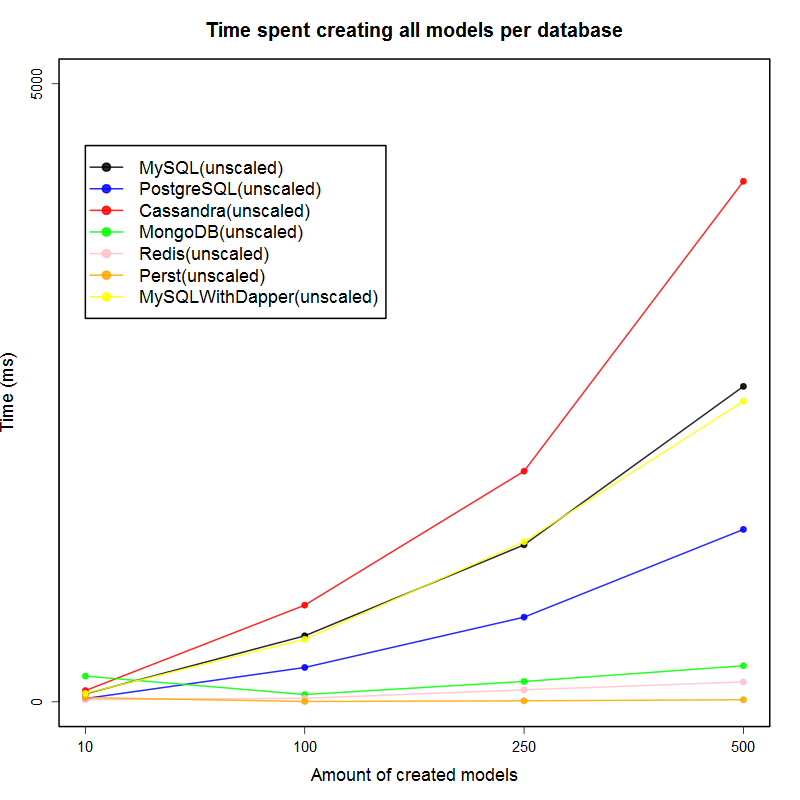 Time spent creating all models per database
5000
MySQL(unscaled)
PostgreSQL(unscaled)
Cassandra(unscaled)
MongoDB(unscaled)
Redis(unscaled)
Perst(unscaled)
MySQLWithDapper(unscaled)
Time (ms)
0
10 100 250 500
Amount of created models